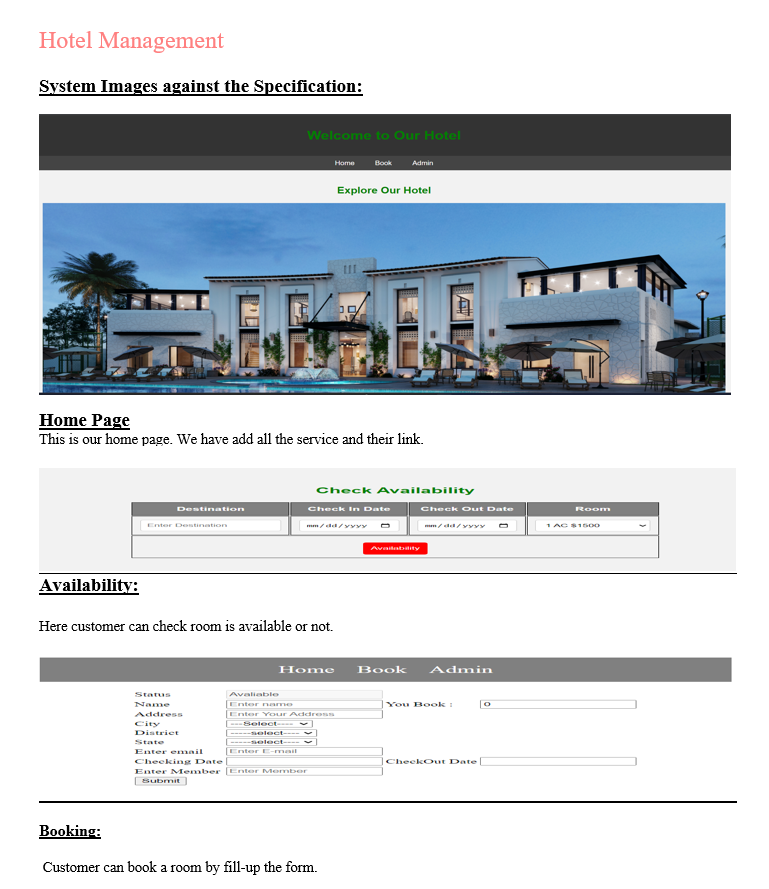 Hotel Management
System Images against the Specification:
Welcome to Our Hotel
Home Book Admin
Explore Our Hotel
Home Page
This is our home page. We have add all the service and their link.
Check Availability
Destination Check In Date Check Out Date Room
Enter Destination mm/dd/yyyy mm/dd/yyyy 1 AC $1500
Availability
Availability:
Here customer can check room is available or not.
Home Book Admin
Status Avaliable
Name Enter name You Book : 0
Address Enter Your Address
City ---Select----
District -----select----
State -----select----
Enter email Enter E-mail
Checking Date CheckOut Date
Enter Member Enter Member
Submit
Booking:
Customer can book a room by fill-up the form.